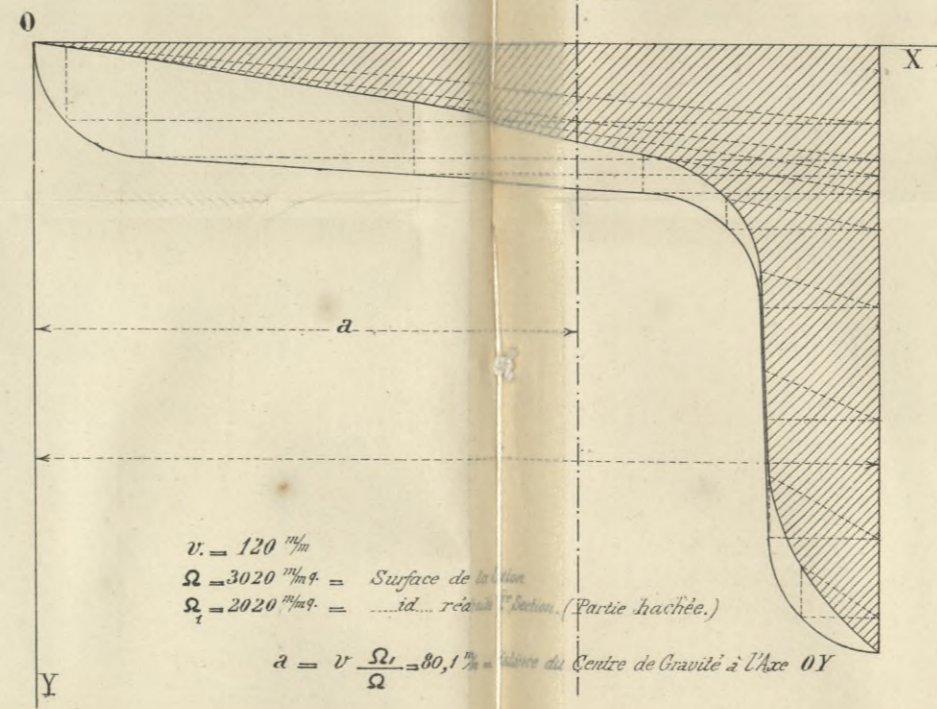 O
X
a
v. = 120 m/m
Ω = 3020 m/mq. = Surface de la
Ω₁ = 2020 m/mq. = id. Section. (Partie hachée.)
a = v Ω₁/Ω = 80,1 m/m = du Centre de Gravité à l'Axe OY
Y